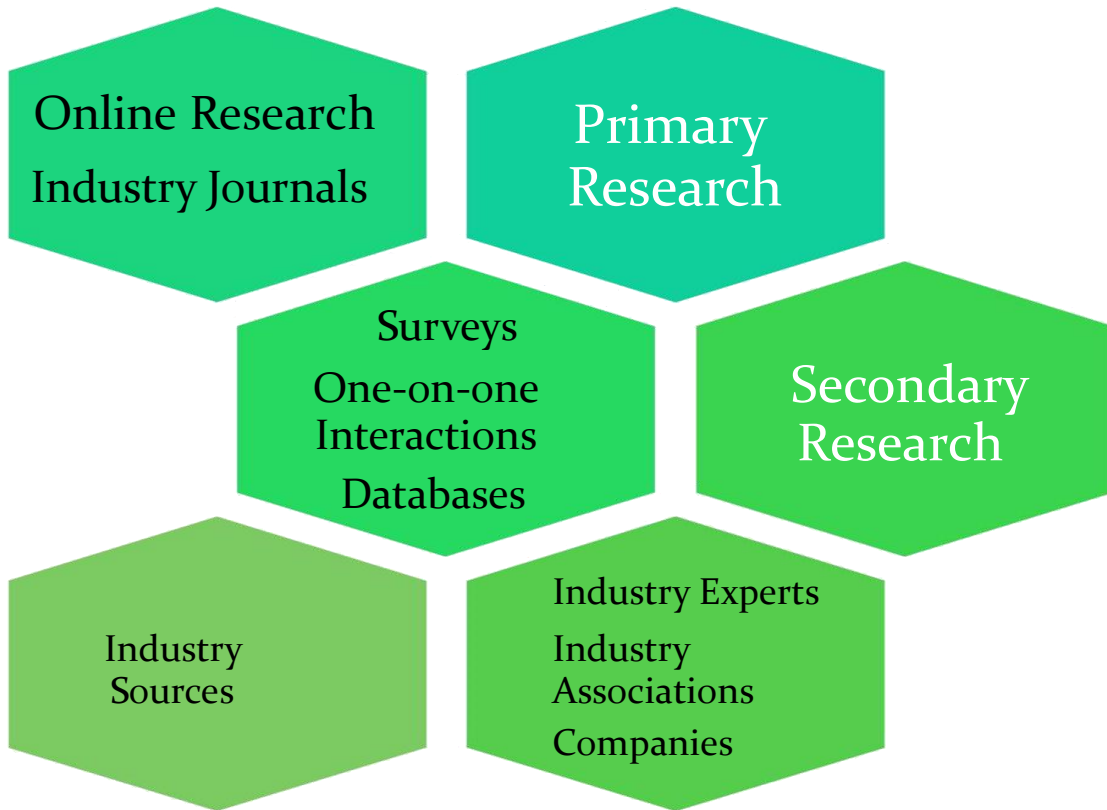 Online Research
Industry Journals
Primary
Research
Surveys
One-on-one
Interactions
Databases
Secondary
Research
Industry
Sources
Industry Experts
Industry
Associations
Companies